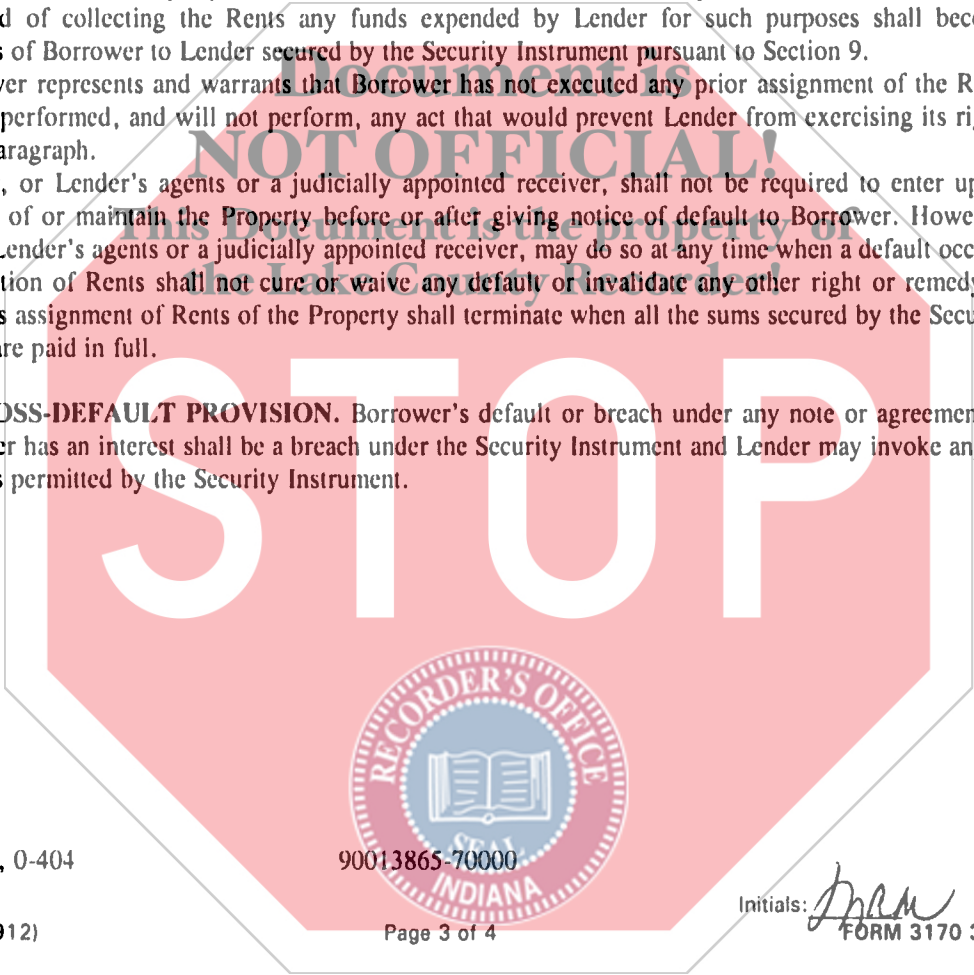 d of collecting the Rents any funds expended by Lender for such purposes shall bec
s of Borrower to Lender secured by the Security Instrument pursuant to Section 9.
Document is
ver represents and warrants that Borrower has not executed any prior assignment of the R
performed, and will not perform, any act that would prevent Lender from exercising its ri
NOT OFFICIAL!
aragraph.
, or Lender's agents or a judicially appointed receiver, shall not be required to enter up
of or maintain the Property before or after giving notice of default to Borrower. Howe
This Document is the property of
Lender's agents or a judicially appointed receiver, may do so at any time when a default occ
tion of Rents shall not cure or waive any default or invalidate any other right or remedy
the Lake County Recorder!
s assignment of Rents of the Property shall terminate when all the sums secured by the Secu
re paid in full.
STOP
OSS-DEFAULT PROVISION. Borrower's default or breach under any note or agreemen
er has an interest shall be a breach under the Security Instrument and Lender may invoke an
s permitted by the Security Instrument.
RECORDER'S OFFICE
SEAL
INDIANA
, 0-404 90013865-70000
Initials:
912) Page 3 of 4 FORM 3170 3